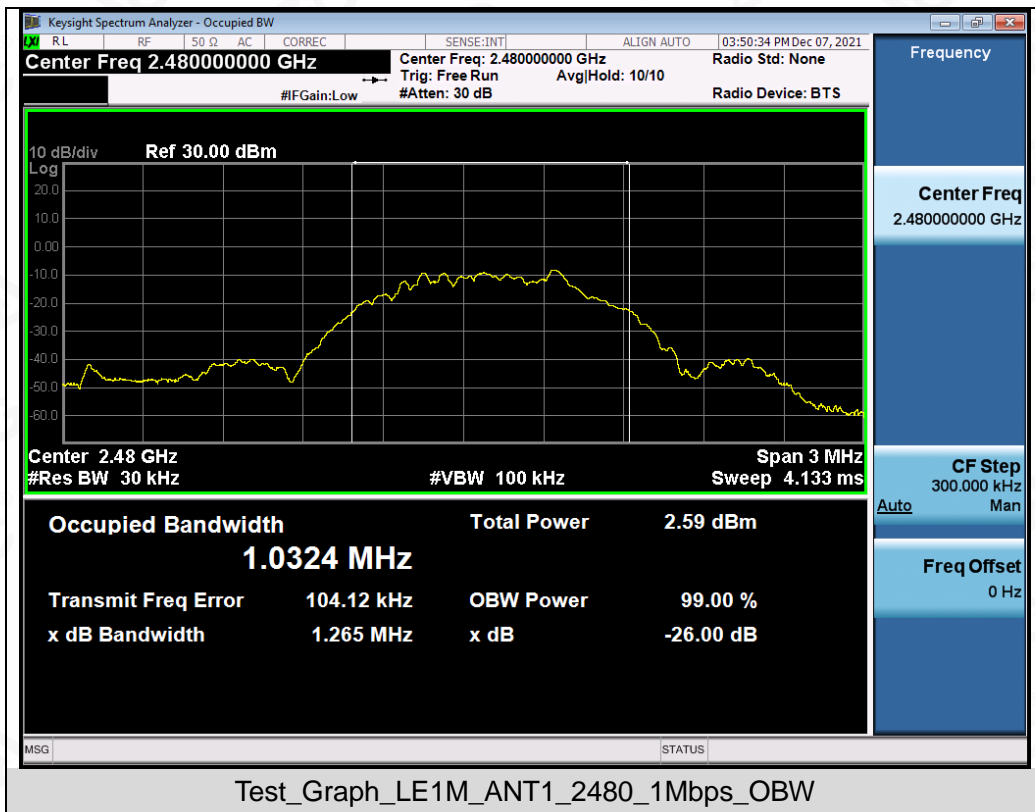 Keysight Spectrum Analyzer - Occupied BW
LXI RL RF 50 Ω AC CORREC SENSE:INT ALIGN AUTO 03:50:34 PM Dec 07, 2021
Center Freq 2.480000000 GHz
Center Freq: 2.480000000 GHz
Radio Std: None
Trig: Free Run Avg|Hold: 10/10
#IFGain:Low
#Atten: 30 dB
Radio Device: BTS
Frequency
10 dB/div Ref 30.00 dBm
Log
20.0
10.0
0.00
-10.0
-20.0
-30.0
-40.0
-50.0
-60.0
Center 2.48 GHz Span 3 MHz
#Res BW 30 kHz #VBW 100 kHz Sweep 4.133 ms
Center Freq
2.480000000 GHz
CF Step
300.000 kHz
Auto Man
Freq Offset
0 Hz
Occupied Bandwidth Total Power 2.59 dBm
1.0324 MHz
Transmit Freq Error 104.12 kHz OBW Power 99.00 %
x dB Bandwidth 1.265 MHz x dB -26.00 dB
MSG STATUS
Test_Graph_LE1M_ANT1_2480_1Mbps_OBW